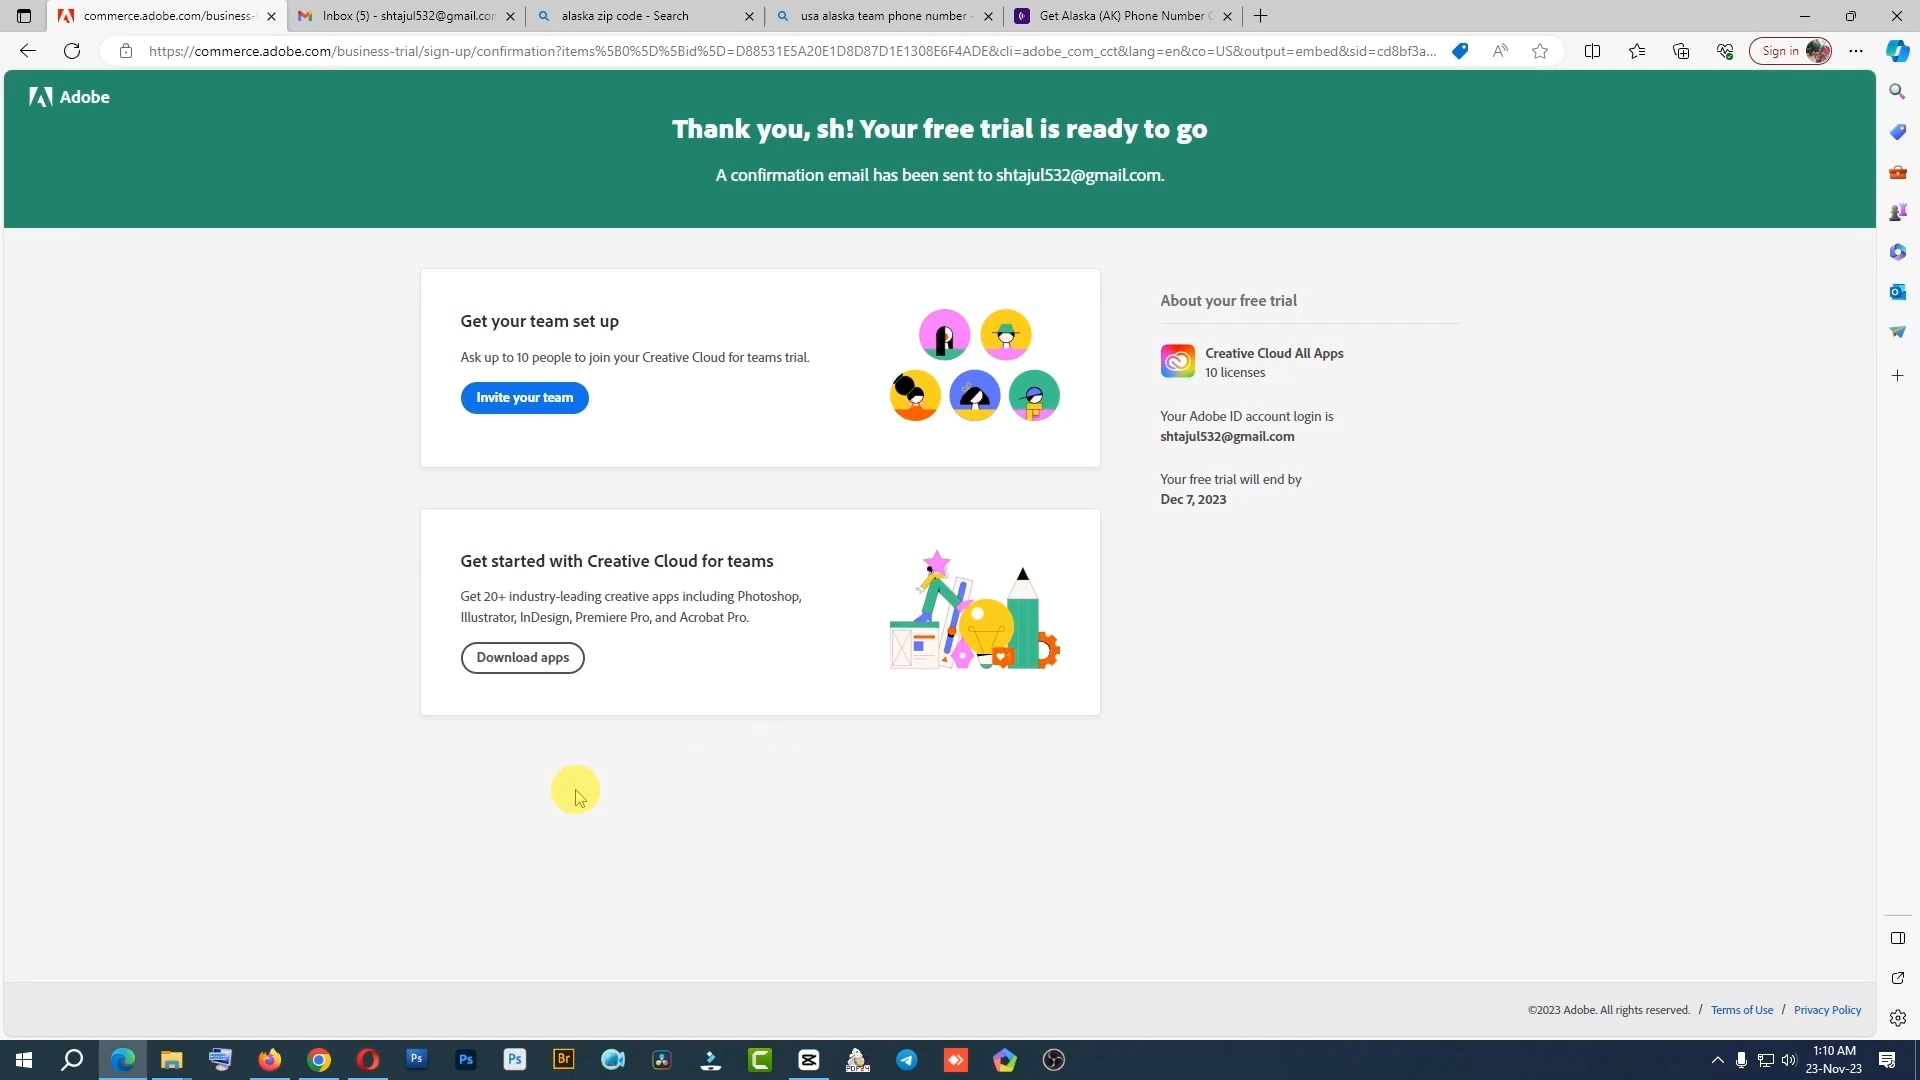 commerce.adobe.com/business-
Inbox (5) - shtajul532@gmail.com
alaska zip code - Search
usa alaska team phone number -
Get Alaska (AK) Phone Number
https://commerce.adobe.com/business-trial/sign-up/confirmation?items%5B0%5D%5Bid%5D=D88531E5A20E1D8D87D1E1308E6F4ADE&cli=adobe_com_cct&lang=en&co=US&output=embed&sid=cd8bf3a...
Sign in
Adobe
Thank you, sh! Your free trial is ready to go
A confirmation email has been sent to shtajul532@gmail.com.
Get your team set up
Ask up to 10 people to join your Creative Cloud for teams trial.
Invite your team
About your free trial
Creative Cloud All Apps
10 licenses
Your Adobe ID account login is
shtajul532@gmail.com
Your free trial will end by
Dec 7, 2023
Get started with Creative Cloud for teams
Get 20+ industry-leading creative apps including Photoshop,
Illustrator, InDesign, Premiere Pro, and Acrobat Pro.
Download apps
©2023 Adobe. All rights reserved. / Terms of Use / Privacy Policy
Ps
Ps
Ps
Br
1:10 AM
23-Nov-23